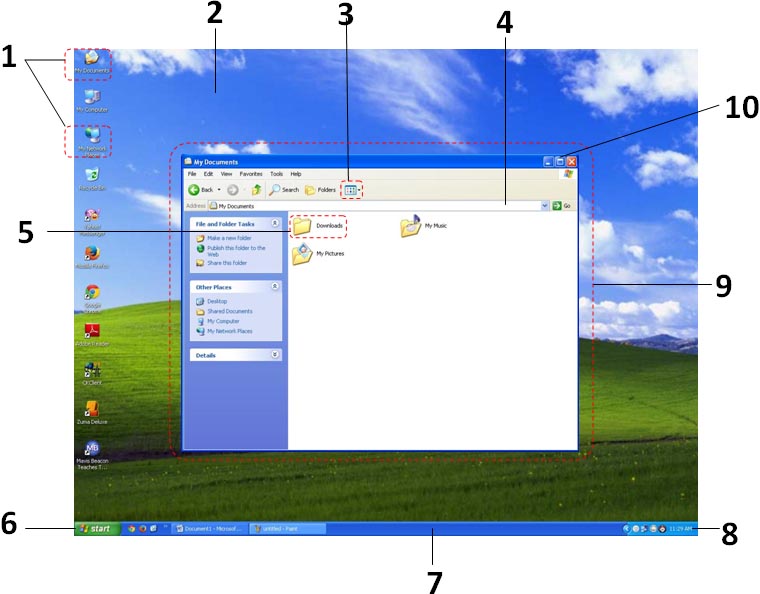 1
2
3
4
10
5
9
6
7
8
My Documents
My Computer
My Network
Places
Recycle Bin
Yahoo!
Messenger
Mozilla Firefox
Google
Chrome
Adobe Reader
Zuma Deluxe
MB
Mavis Beacon
Teaches T...
My Documents
File Edit View Favorites Tools Help
Back Search Folders
Address My Documents Go
File and Folder Tasks
Make a new folder
Publish this folder to the
Web
Share this folder
Other Places
Desktop
Shared Documents
My Computer
My Network Places
Details
Downloads My Music
My Pictures
start Document1 - Microsof... untitled - Paint 11:29 AM